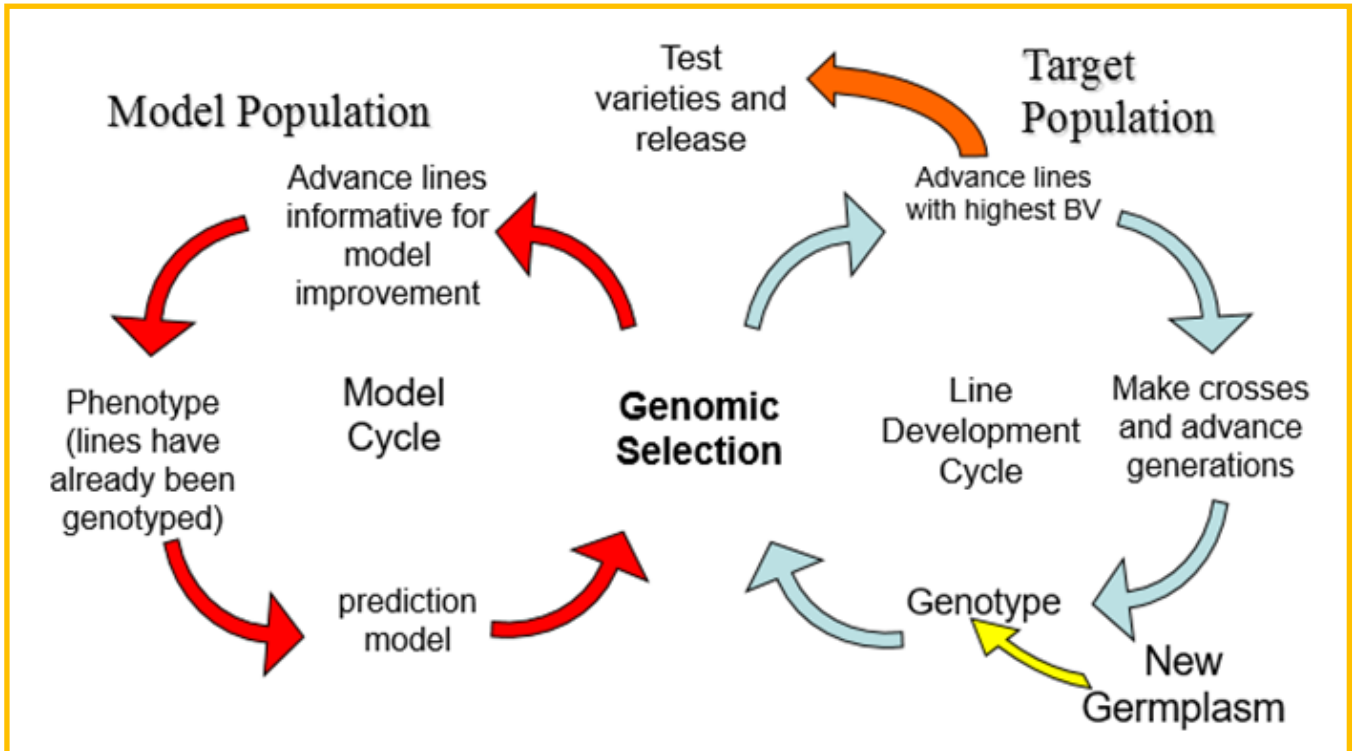 Model Population
Test
varieties and
release
Target
Population
Advance lines
informative for
model
improvement
Advance lines
with highest BV
Phenotype
(lines have
already been
genotyped)
Model
Cycle
Genomic
Selection
Line
Development
Cycle
Make crosses
and advance
generations
prediction
model
Genotype
New
Germplasm